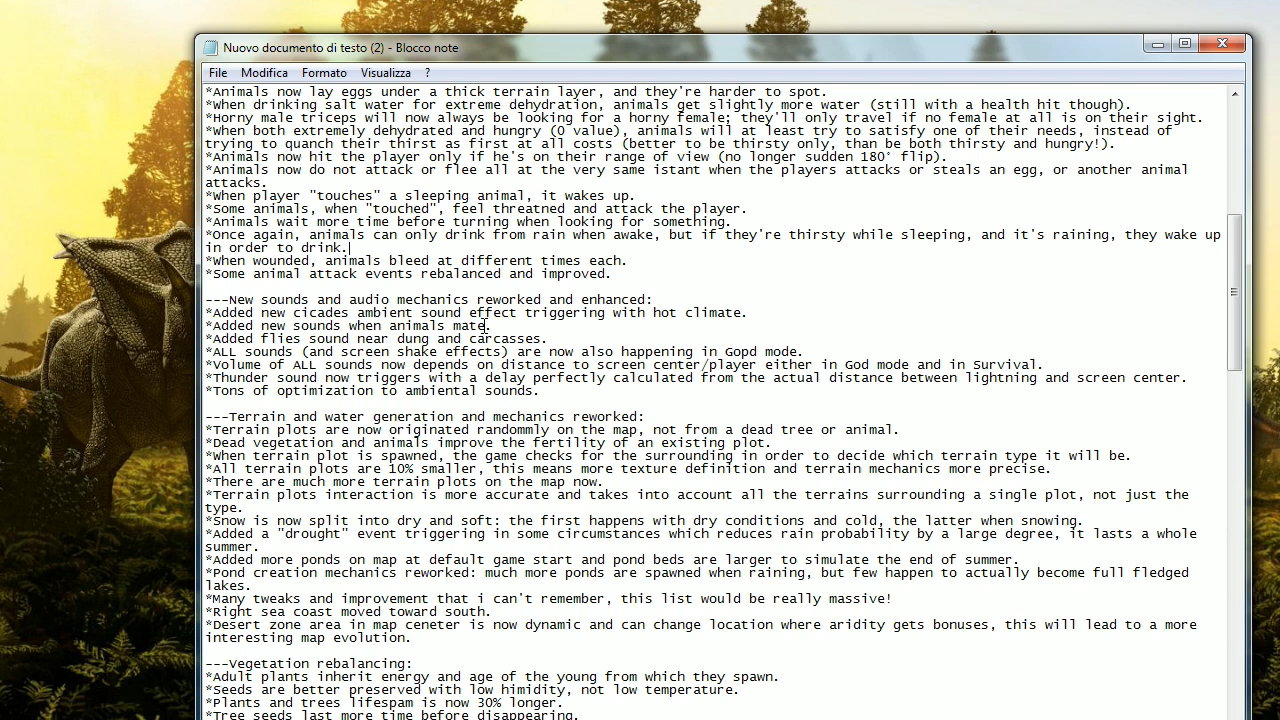 Nuovo documento di testo (2) - Blocco note
File Modifica Formato Visualizza ?
*Animals now lay eggs under a thick terrain layer, and they're harder to spot.
*When drinking salt water for extreme dehydration, animals get slightly more water (still with a health hit though).
*Horny male triceps will now always be looking for a horny female; they'll only travel if no female at all is on their sight.
*When both extremely dehydrated and hungry (0 value), animals will at least try to satisfy one of their needs, instead of
trying to quanch their thirst as first at all costs (better to be thirsty only, than be both thirsty and hungry!).
*Animals now hit the player only if he's on their range of view (no longer sudden 180° flip).
*Animals now do not attack or flee all at the very same istant when the players attacks or steals an egg, or another animal
attacks.
*When player "touches" a sleeping animal, it wakes up.
*Some animals, when "touched", feel threatned and attack the player.
*Animals wait more time before turning when looking for something.
*Once again, animals can only drink from rain when awake, but if they're thirsty while sleeping, and it's raining, they wake up
in order to drink.
*When wounded, animals bleed at different times each.
*Some animal attack events rebalanced and improved.
---New sounds and audio mechanics reworked and enhanced:
*Added new cicades ambient sound effect triggering with hot climate.
*Added new sounds when animals mate.
*Added flies sound near dung and carcasses.
*ALL sounds (and screen shake effects) are now also happening in Gopd mode.
*Volume of ALL sounds now depends on distance to screen center/player either in God mode and in Survival.
*Thunder sound now triggers with a delay perfectly calculated from the actual distance between lightning and screen center.
*Tons of optimization to ambiental sounds.
---Terrain and water generation and mechanics reworked:
*Terrain plots are now originated randommly on the map, not from a dead tree or animal.
*Dead vegetation and animals improve the fertility of an existing plot.
*When terrain plot is spawned, the game checks for the surrounding in order to decide which terrain type it will be.
*All terrain plots are 10% smaller, this means more texture definition and terrain mechanics more precise.
*There are much more terrain plots on the map now.
*Terrain plots interaction is more accurate and takes into account all the terrains surrounding a single plot, not just the
type.
*Snow is now split into dry and soft: the first happens with dry conditions and cold, the latter when snowing.
*Added a "drought" event triggering in some circumstances which reduces rain probability by a large degree, it lasts a whole
summer.
*Added more ponds on map at default game start and pond beds are larger to simulate the end of summer.
*Pond creation mechanics reworked: much more ponds are spawned when raining, but few happen to actually become full fledged
lakes.
*Many tweaks and improvement that i can't remember, this list would be really massive!
*Right sea coast moved toward south.
*Desert zone area in map ceneter is now dynamic and can change location where aridity gets bonuses, this will lead to a more
interesting map evolution.
---Vegetation rebalancing:
*Adult plants inherit energy and age of the young from which they spawn.
*Seeds are better preserved with low himidity, not low temperature.
*Plants and trees lifespam is now 30% longer.
*Tree seeds last more time before disappearing.